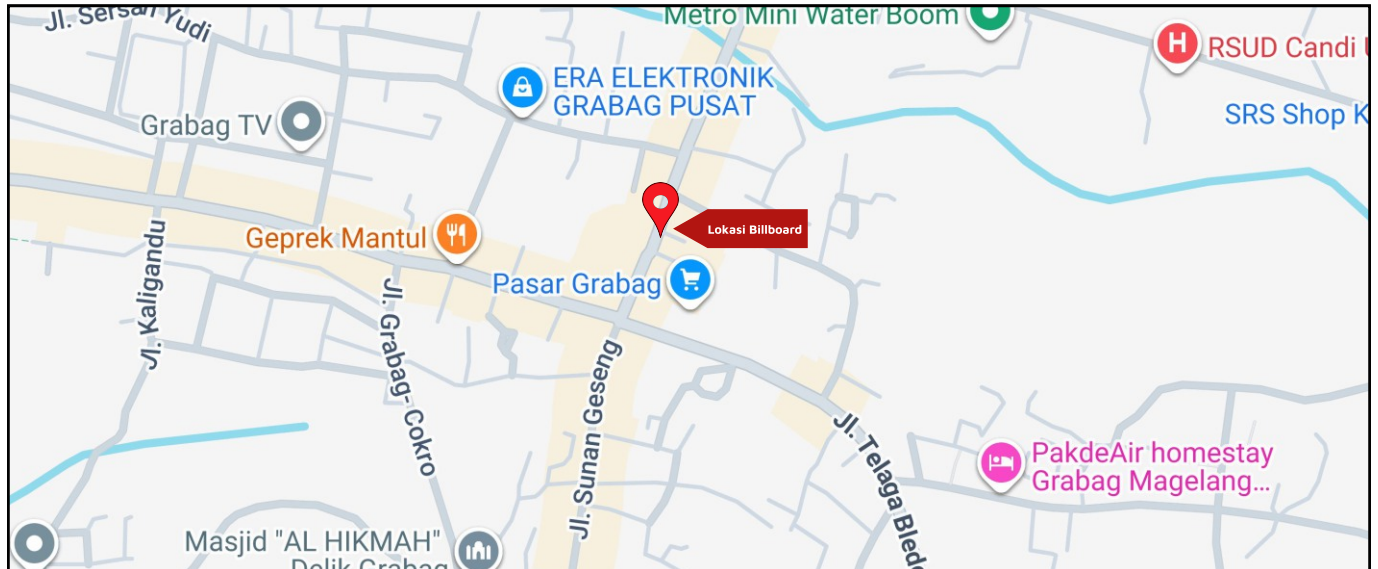 Jl. Sersan Yudi
Metro Mini Water Boom
H
RSUD Candi
ERA ELEKTRONIK
GRABAG PUSAT
Grabag TV
SRS Shop K
Lokasi Billboard
Geprek Mantul
Pasar Grabag
Jl. Kaligandu
Jl. Grabag- Cokro
Jl. Sunan Geseng
Jl. Telaga Bled
PakdeAir homestay
Grabag Magelang...
Masjid "AL HIKMAH"
Delik Grabag